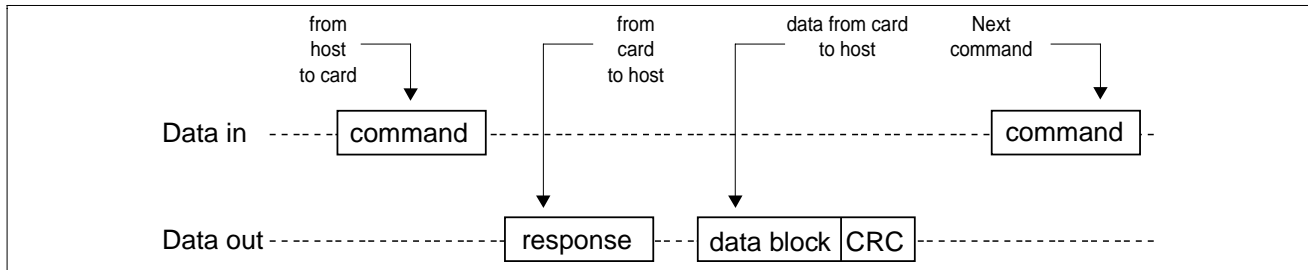 from
host
to card
from
card
to host
data from card
to host
Next
command
Data in
command
command
Data out
response
data block
CRC